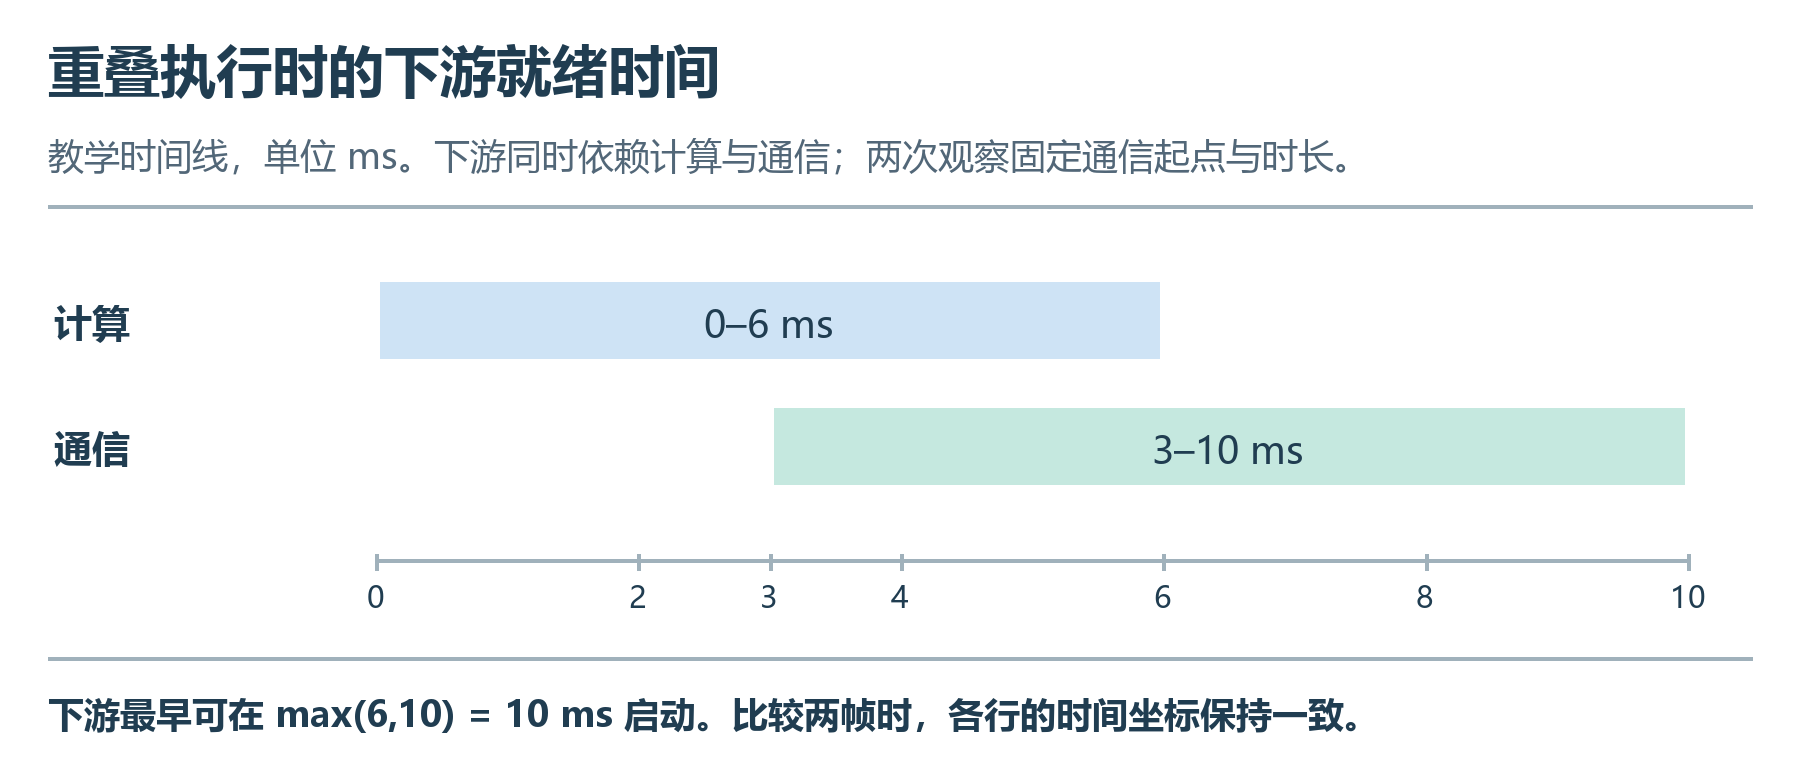 重叠执行时的下游就绪时间
教学时间线，单位 ms。下游同时依赖计算与通信；两次观察固定通信起点与时长。
计算
0–6 ms
通信
3–10 ms
0 2 3 4 6 8 10
下游最早可在 max(6,10) = 10 ms 启动。比较两帧时，各行的时间坐标保持一致。